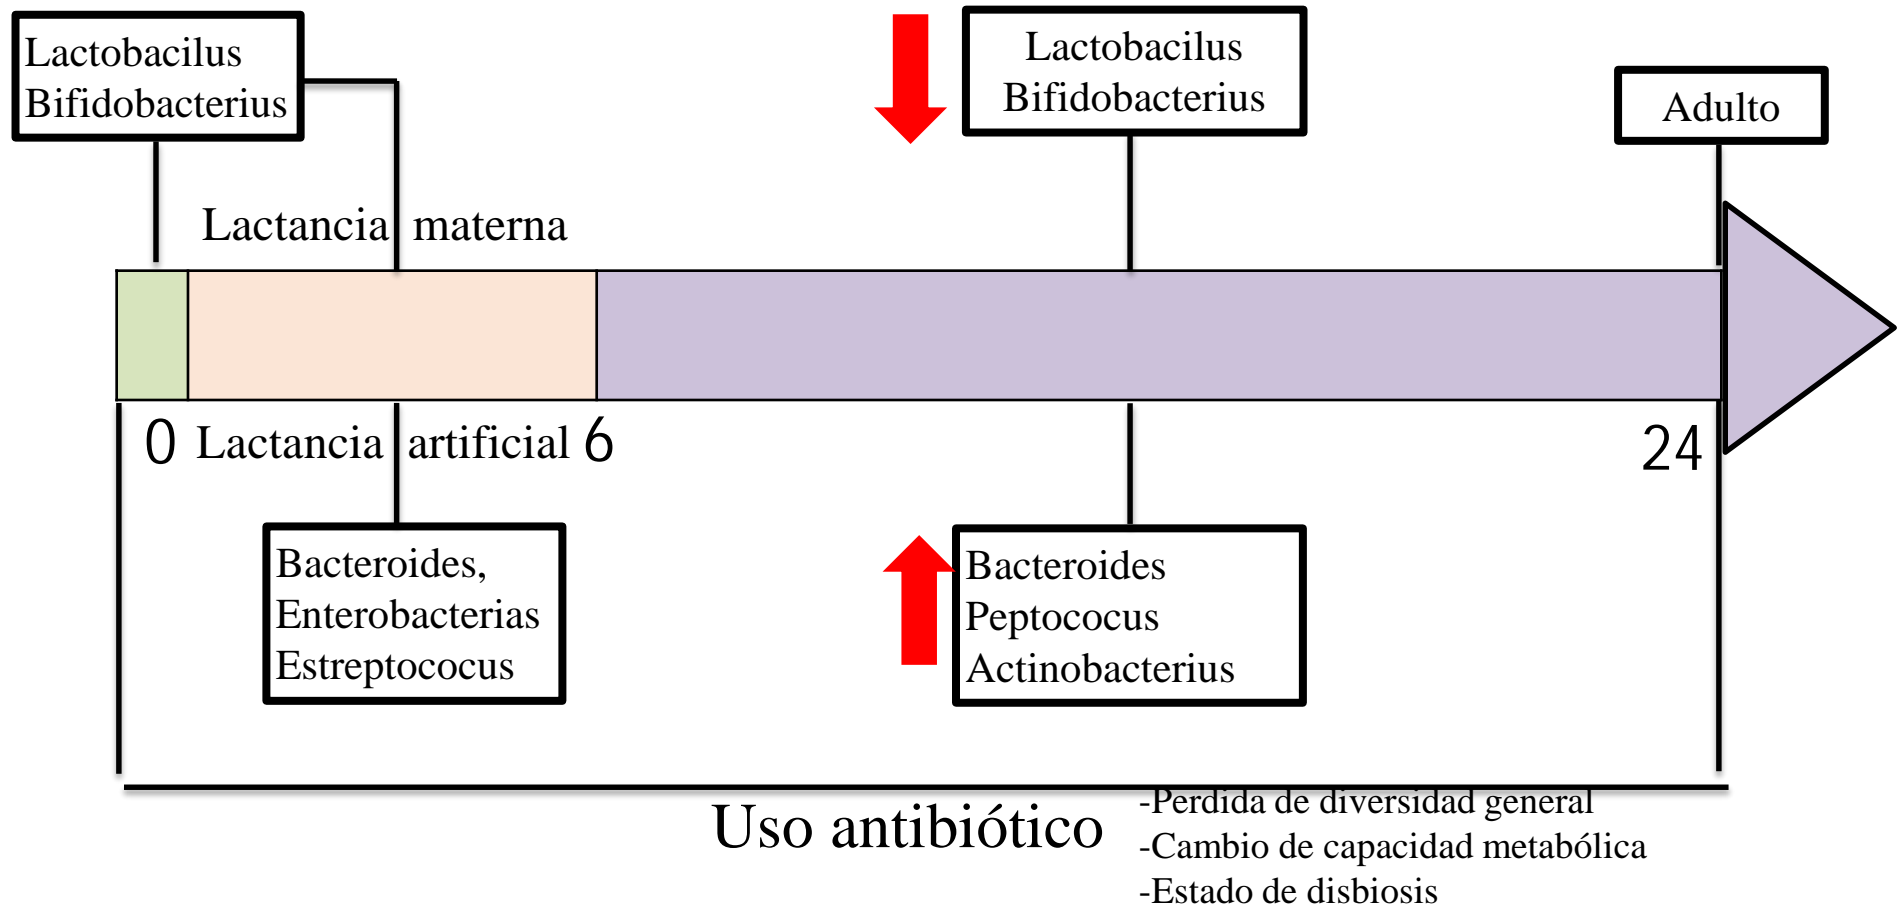 Lactobacilus
Bifidobacterius
Lactobacilus
Bifidobacterius
Adulto
Lactancia materna
0
Lactancia artificial
6
24
Bacteroides,
Enterobacterias
Estreptococus
Bacteroides
Peptococus
Actinobacterius
Uso antibiótico
-Perdida de diversidad general
-Cambio de capacidad metabólica
-Estado de disbiosis